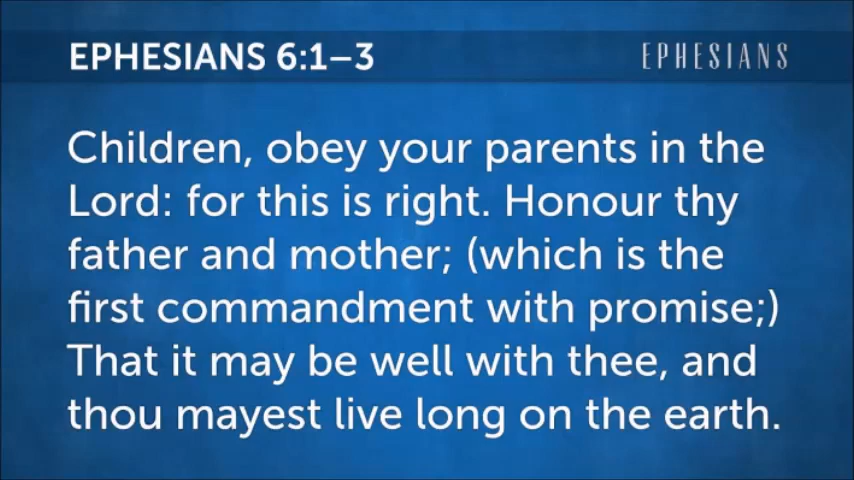 EPHESIANS 6:1–3
EPHESIANS
Children, obey your parents in the
Lord: for this is right. Honour thy
father and mother; (which is the
first commandment with promise;)
That it may be well with thee, and
thou mayest live long on the earth.